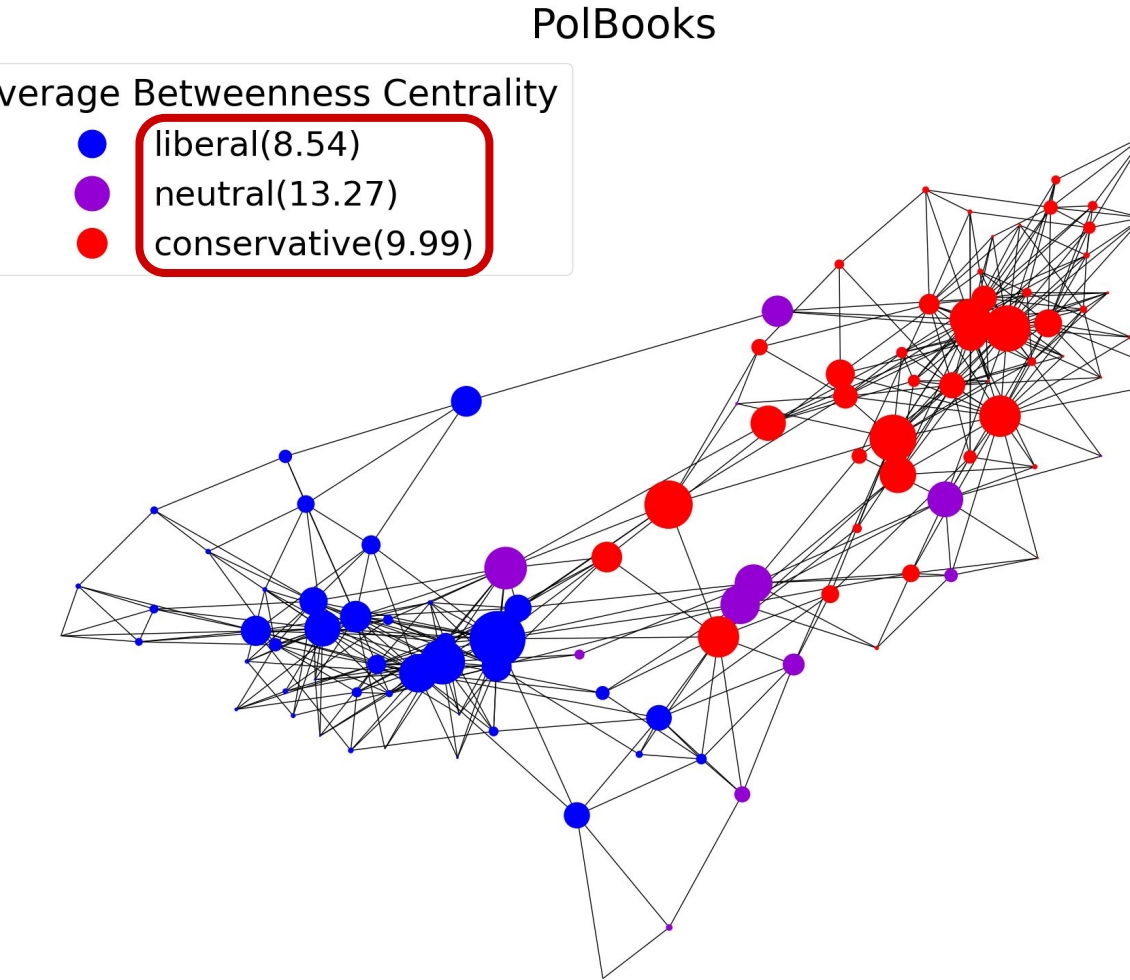 PolBooks
verage Betweenness Centrality
liberal(8.54)
neutral(13.27)
conservative(9.99)